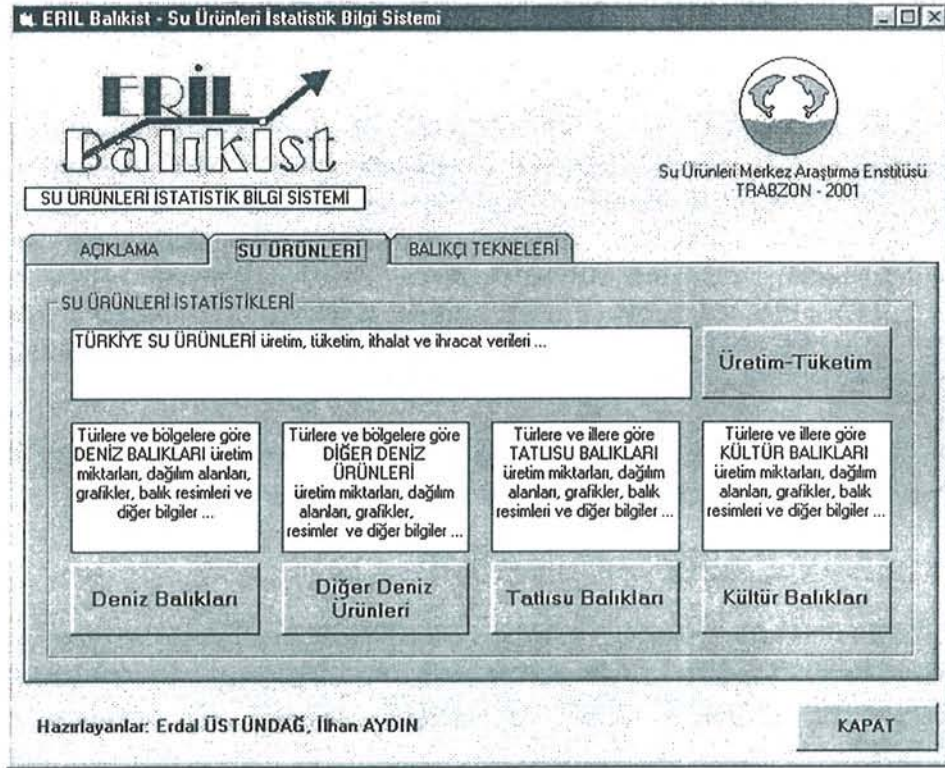 ERIL Balıkist - Su Ürünleri İstatistik Bilgi Sistemi
ERİL
Balıkist
SU ÜRÜNLERİ İSTATİSTİK BİLGİ SİSTEMİ
Su Ürünleri Merkez Araştırma Enstitüsü
TRABZON - 2001
AÇIKLAMA
SU ÜRÜNLERİ
BALIKÇI TEKNELERİ
SU ÜRÜNLERİ İSTATİSTİKLERİ
TÜRKİYE SU ÜRÜNLERİ üretim, tüketim, ithalat ve ihracat verileri ...
Üretim-Tüketim
Türlere ve bölgelere göre
DENİZ BALIKLARI üretim
miktarları, dağılım alanları,
grafikler, balık resimleri ve
diğer bilgiler ...
Türlere ve bölgelere göre
DİĞER DENİZ
ÜRÜNLERİ
üretim miktarları, dağılım
alanları, grafikler,
resimler ve diğer bilgiler ...
Türlere ve illere göre
TATLISU BALIKLARI
üretim miktarları, dağılım
alanları, grafikler, balık
resimleri ve diğer bilgiler ...
Türlere ve illere göre
KÜLTÜR BALIKLARI
üretim miktarları, dağılım
alanları, grafikler, balık
resimleri ve diğer bilgiler ...
Deniz Balıkları
Diğer Deniz
Ürünleri
Tatlısu Balıkları
Kültür Balıkları
Hazırlayanlar: Erdal ÜSTÜNDAĞ, İlhan AYDIN
KAPAT